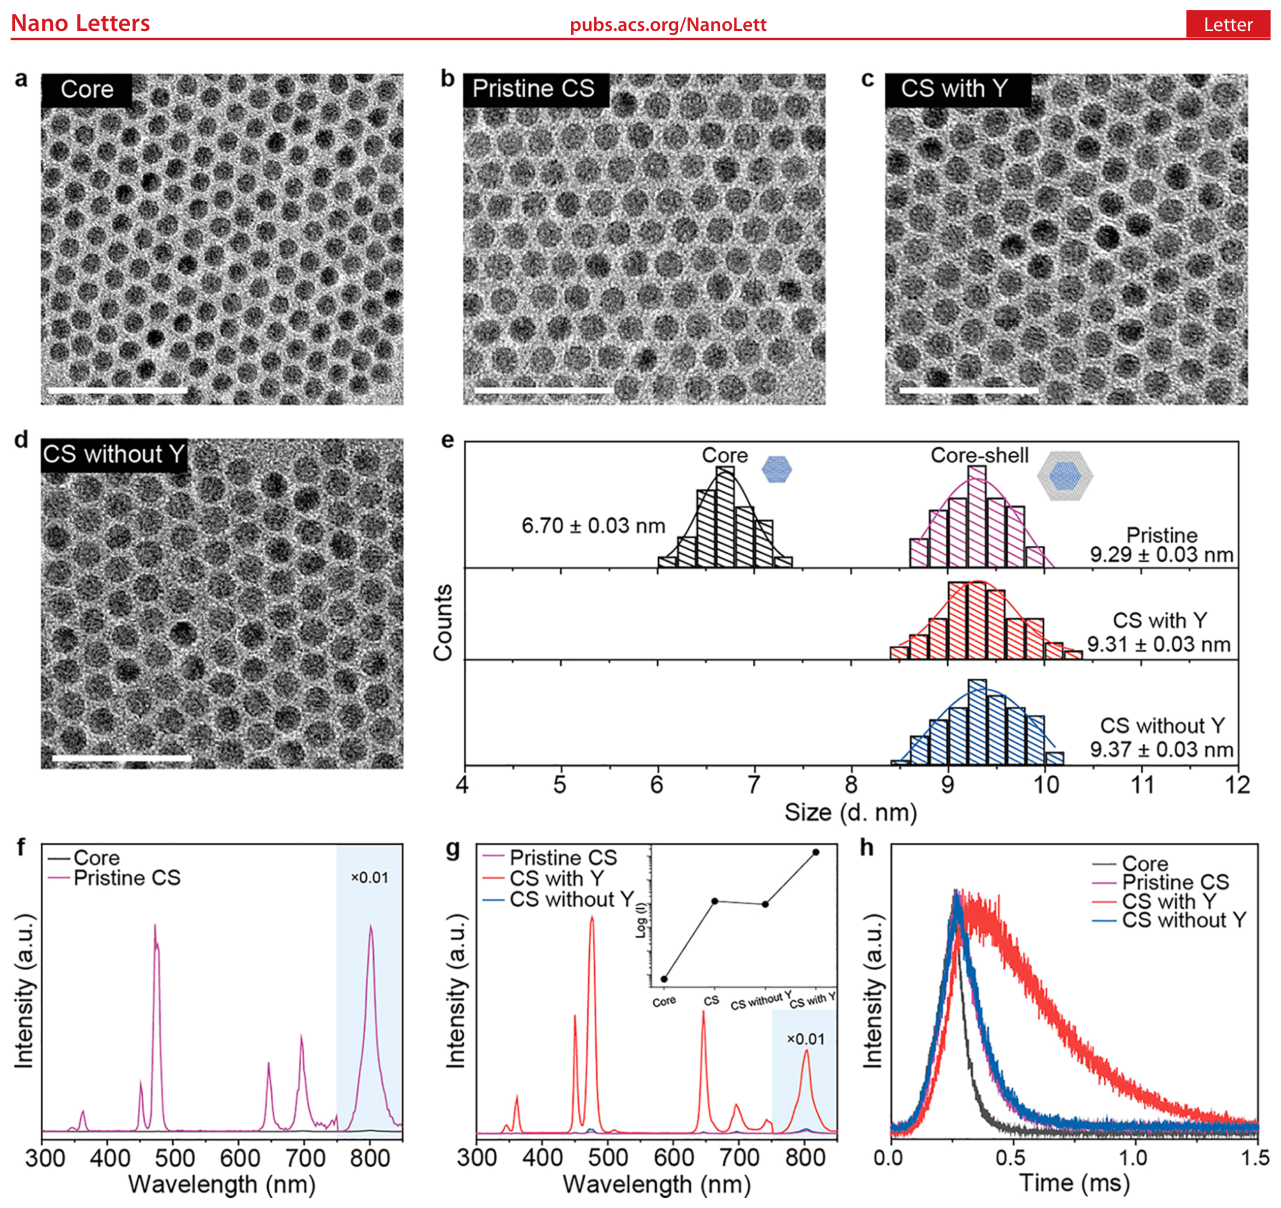 Nano Letters
pubs.acs.org/NanoLett
Letter
a
Core
b
Pristine CS
c
CS with Y
d
CS without Y
e
Core
Core-shell
6.70 ± 0.03 nm
Pristine
9.29 ± 0.03 nm
CS with Y
9.31 ± 0.03 nm
CS without Y
9.37 ± 0.03 nm
Counts
4 5 6 7 8 9 10 11 12
Size (d. nm)
f
Core
Pristine CS
×0.01
Intensity (a.u.)
300 400 500 600 700 800
Wavelength (nm)
g
Pristine CS
CS with Y
CS without Y
Log (I)
Core CS CS without Y CS with Y
×0.01
Intensity (a.u.)
300 400 500 600 700 800
Wavelength (nm)
h
Core
Pristine CS
CS with Y
CS without Y
Intensity (a.u.)
0.0 0.5 1.0 1.5
Time (ms)